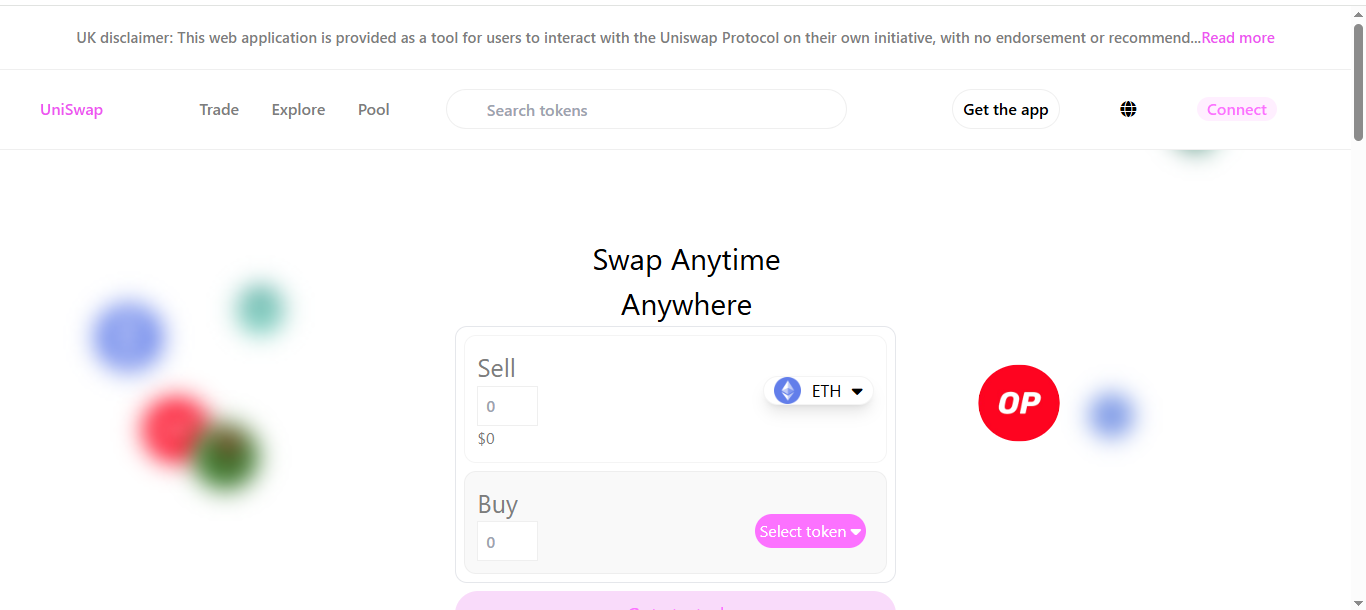 UK disclaimer: This web application is provided as a tool for users to interact with the Uniswap Protocol on their own initiative, with no endorsement or recommend...Read more
UniSwap Trade Explore Pool Search tokens Get the app Connect
Swap Anytime
Anywhere
Sell
0
ETH
$0
Buy
0
Select token
OP